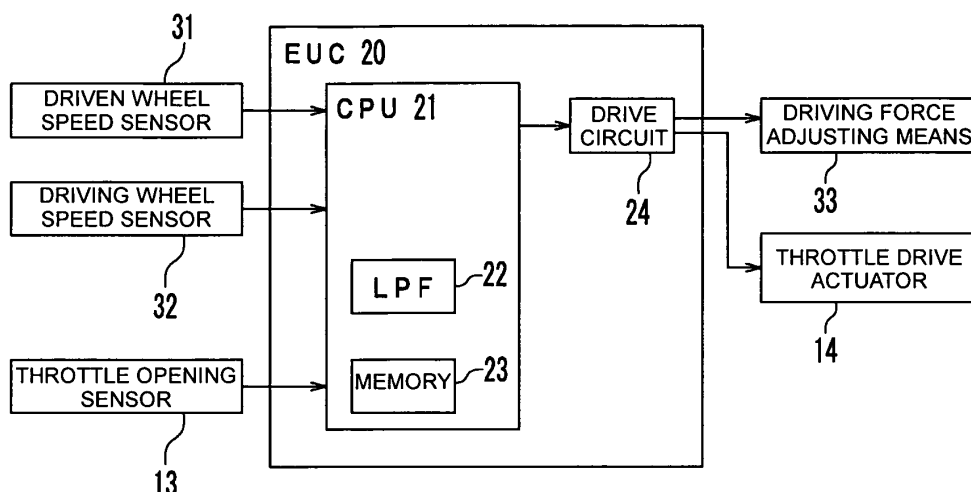 31
DRIVEN WHEEL
SPEED SENSOR
DRIVING WHEEL
SPEED SENSOR
32
THROTTLE OPENING
SENSOR
13
EUC 20
CPU 21
LPF
22
MEMORY
23
DRIVE
CIRCUIT
24
DRIVING FORCE
ADJUSTING MEANS
33
THROTTLE DRIVE
ACTUATOR
14